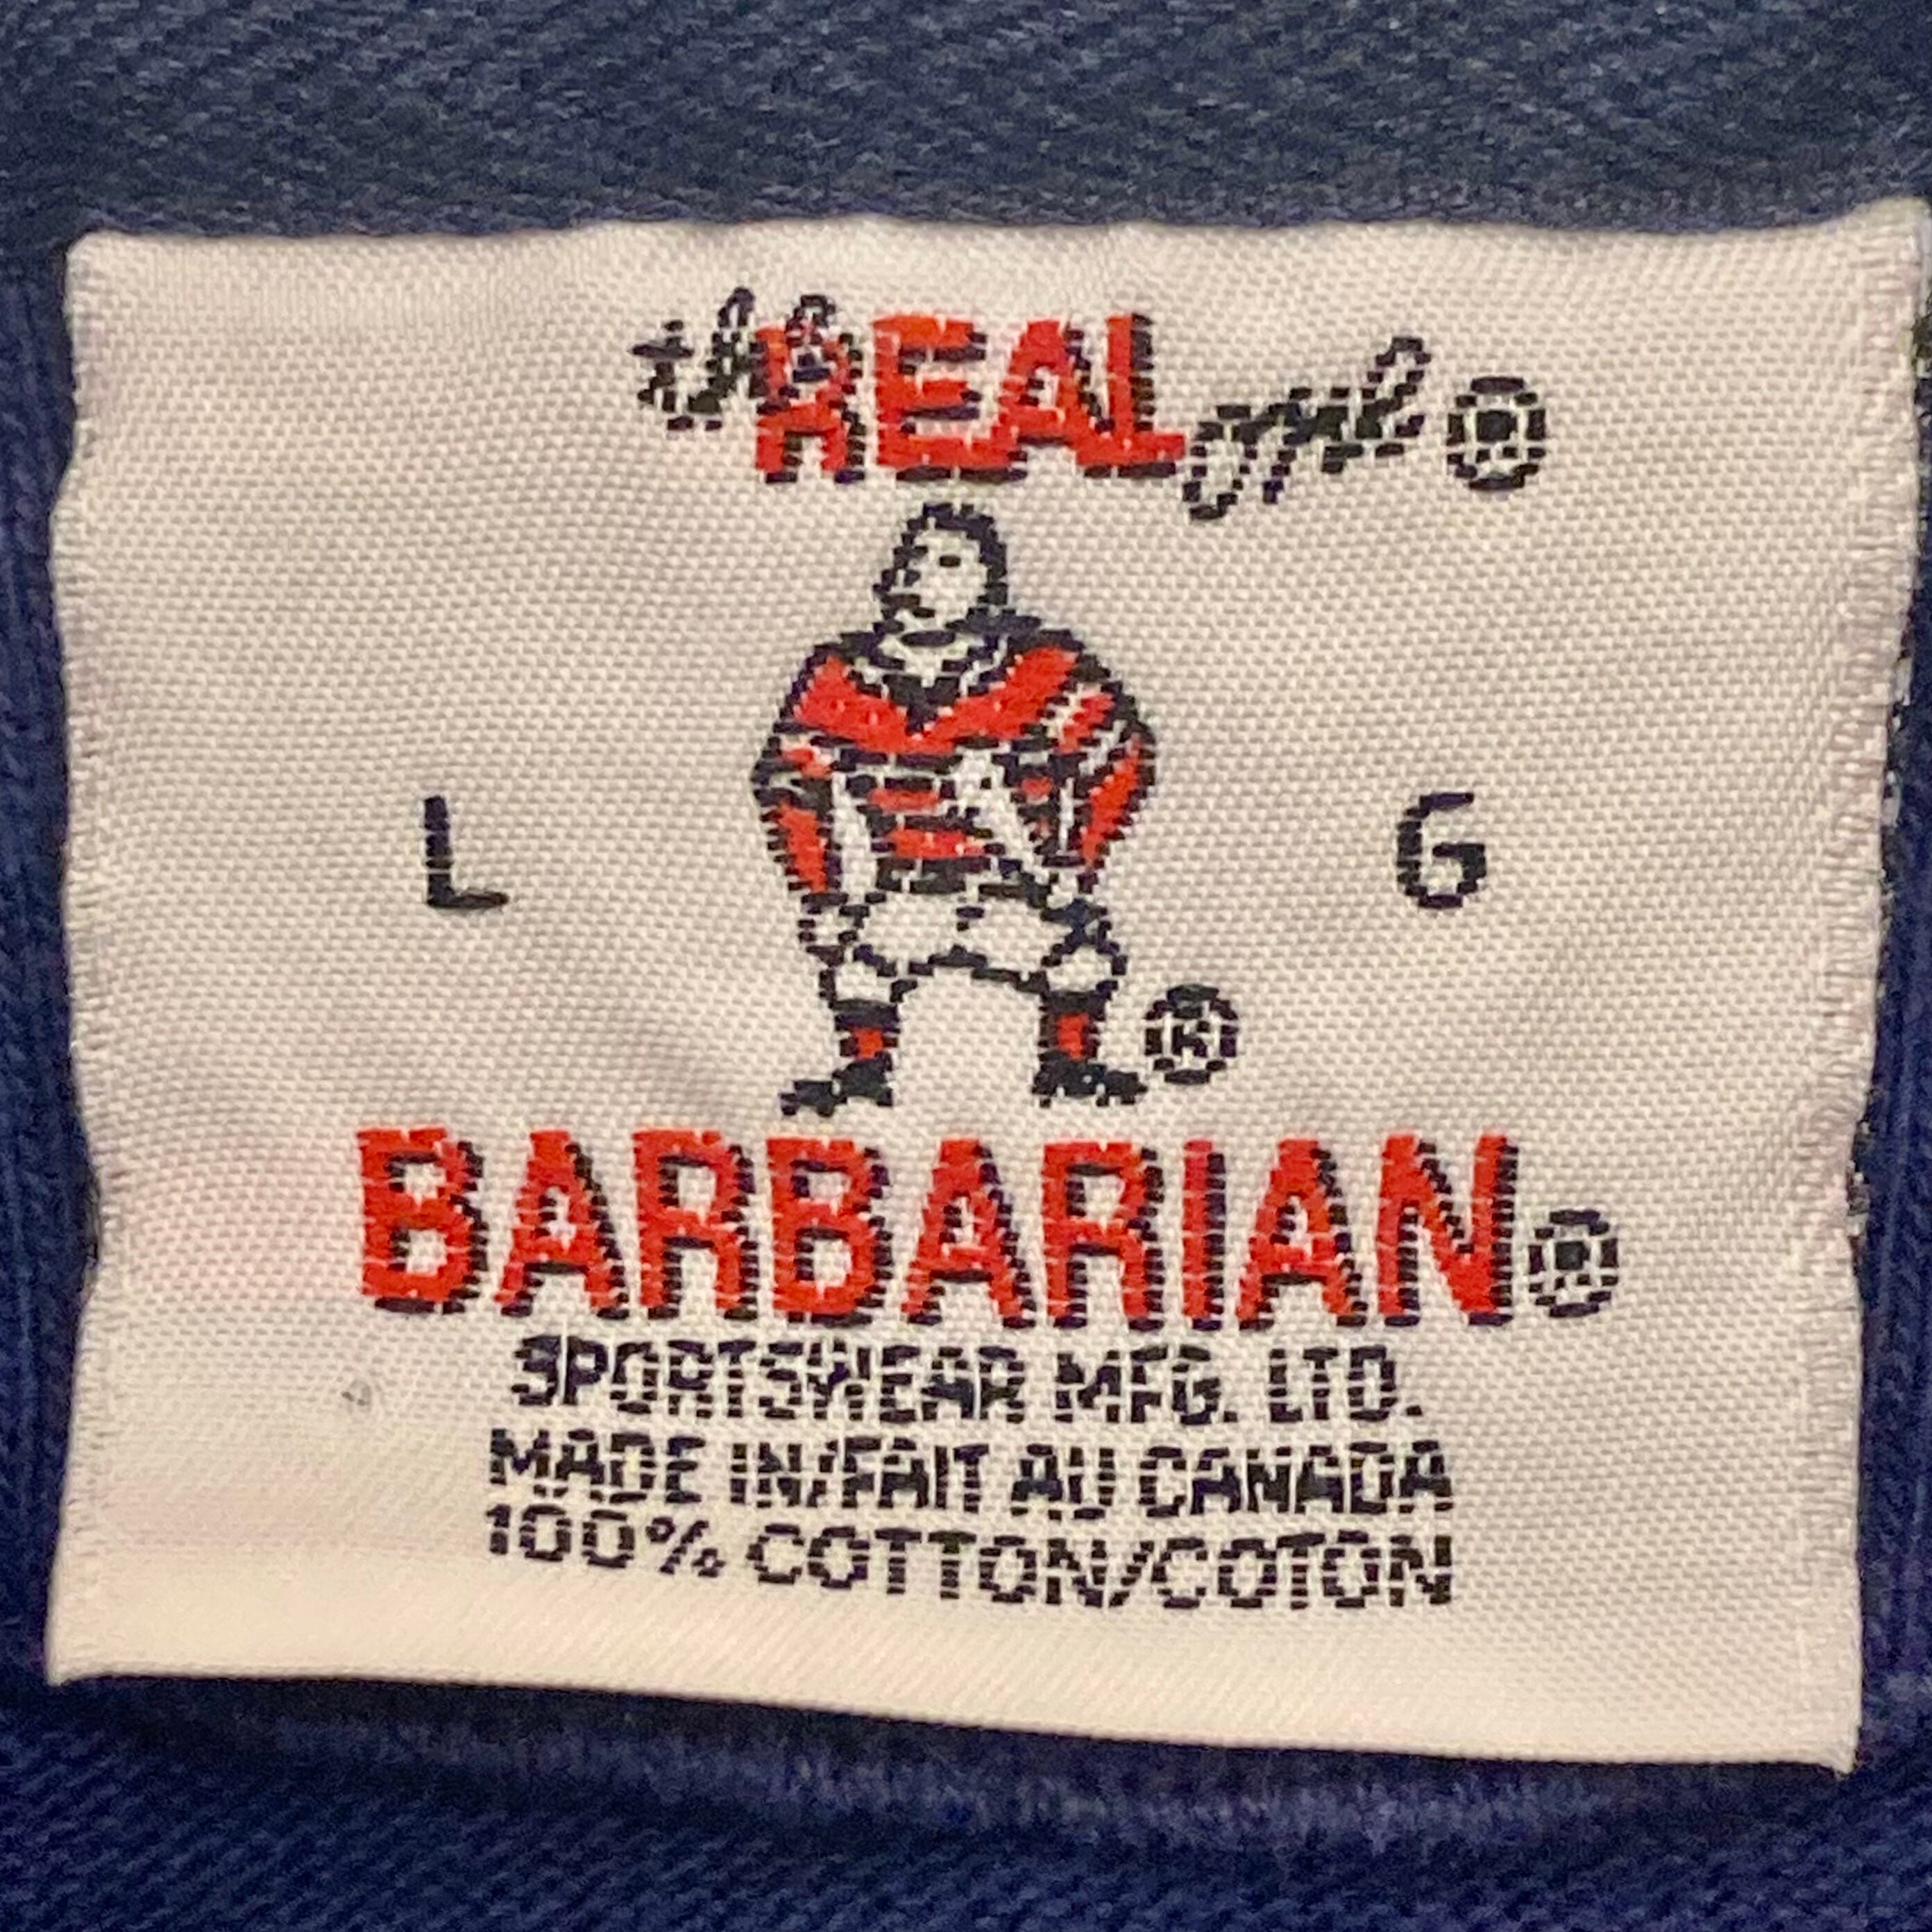 the REAL one®
L G
®
BARBARIAN®
SPORTSWEAR MFG. LTD.
MADE IN/FAIT AU CANADA
100% COTTON/COTON